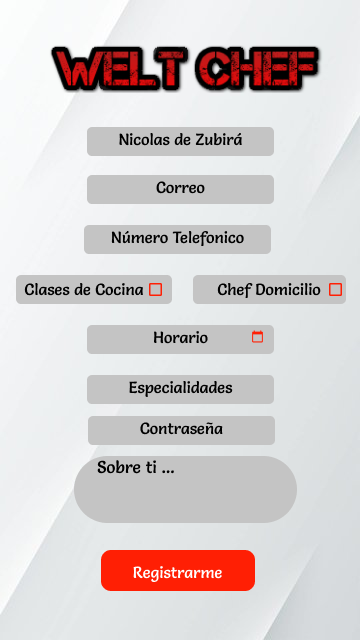 WELT CHEF
Nicolas de Zubirá
Correo
Número Telefonico
Clases de Cocina
Chef Domicilio
Horario
Especialidades
Contraseña
Sobre ti ...
Registrarme